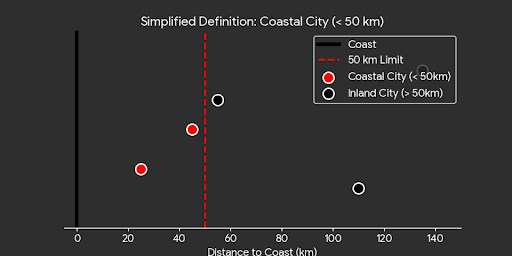 Simplified Definition: Coastal City (< 50 km)
Coast
50 km Limit
Coastal City (< 50km)
Inland City (> 50km)
0 20 40 60 80 100 120 140
Distance to Coast (km)